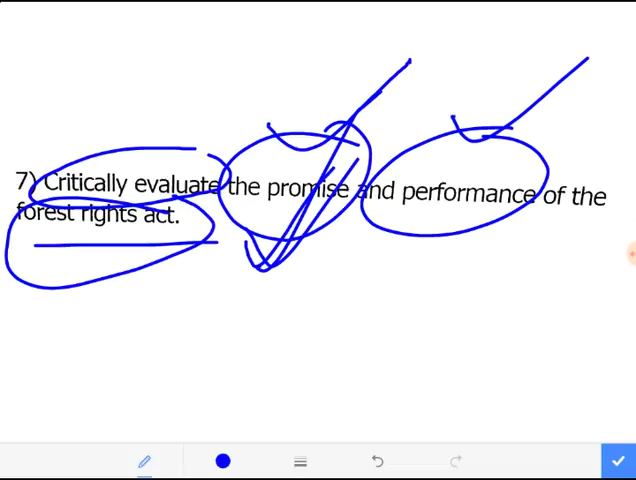 7) Critically evaluate the promise and performance of the
forest rights act.